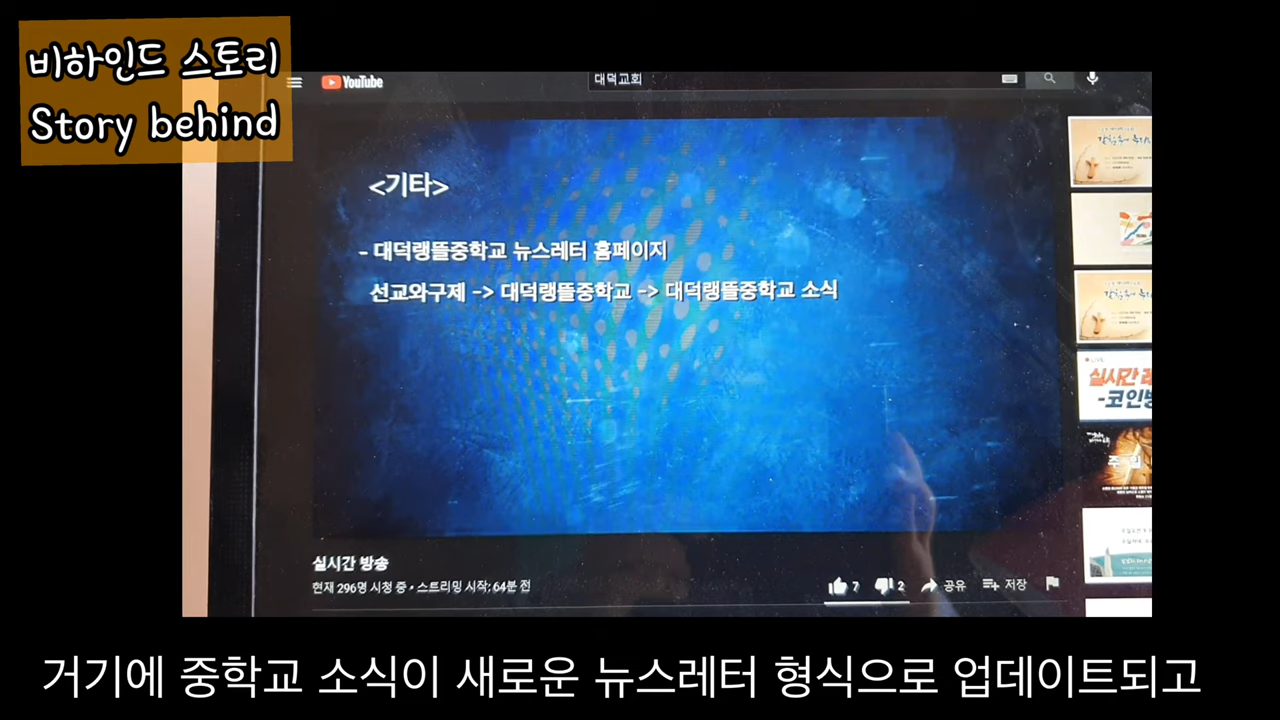 비하인드 스토리
Story behind
YouTube
대덕교회
<기타>
- 대덕랭뜰중학교 뉴스레터 홈페이지
선교와구제 -> 대덕랭뜰중학교 -> 대덕랭뜰중학교 소식
LIVE
실시간
-코인
실시간 방송
현재 296명 시청 중 • 스트리밍 시작: 64분 전
7
2
공유
저장
거기에 중학교 소식이 새로운 뉴스레터 형식으로 업데이트되고